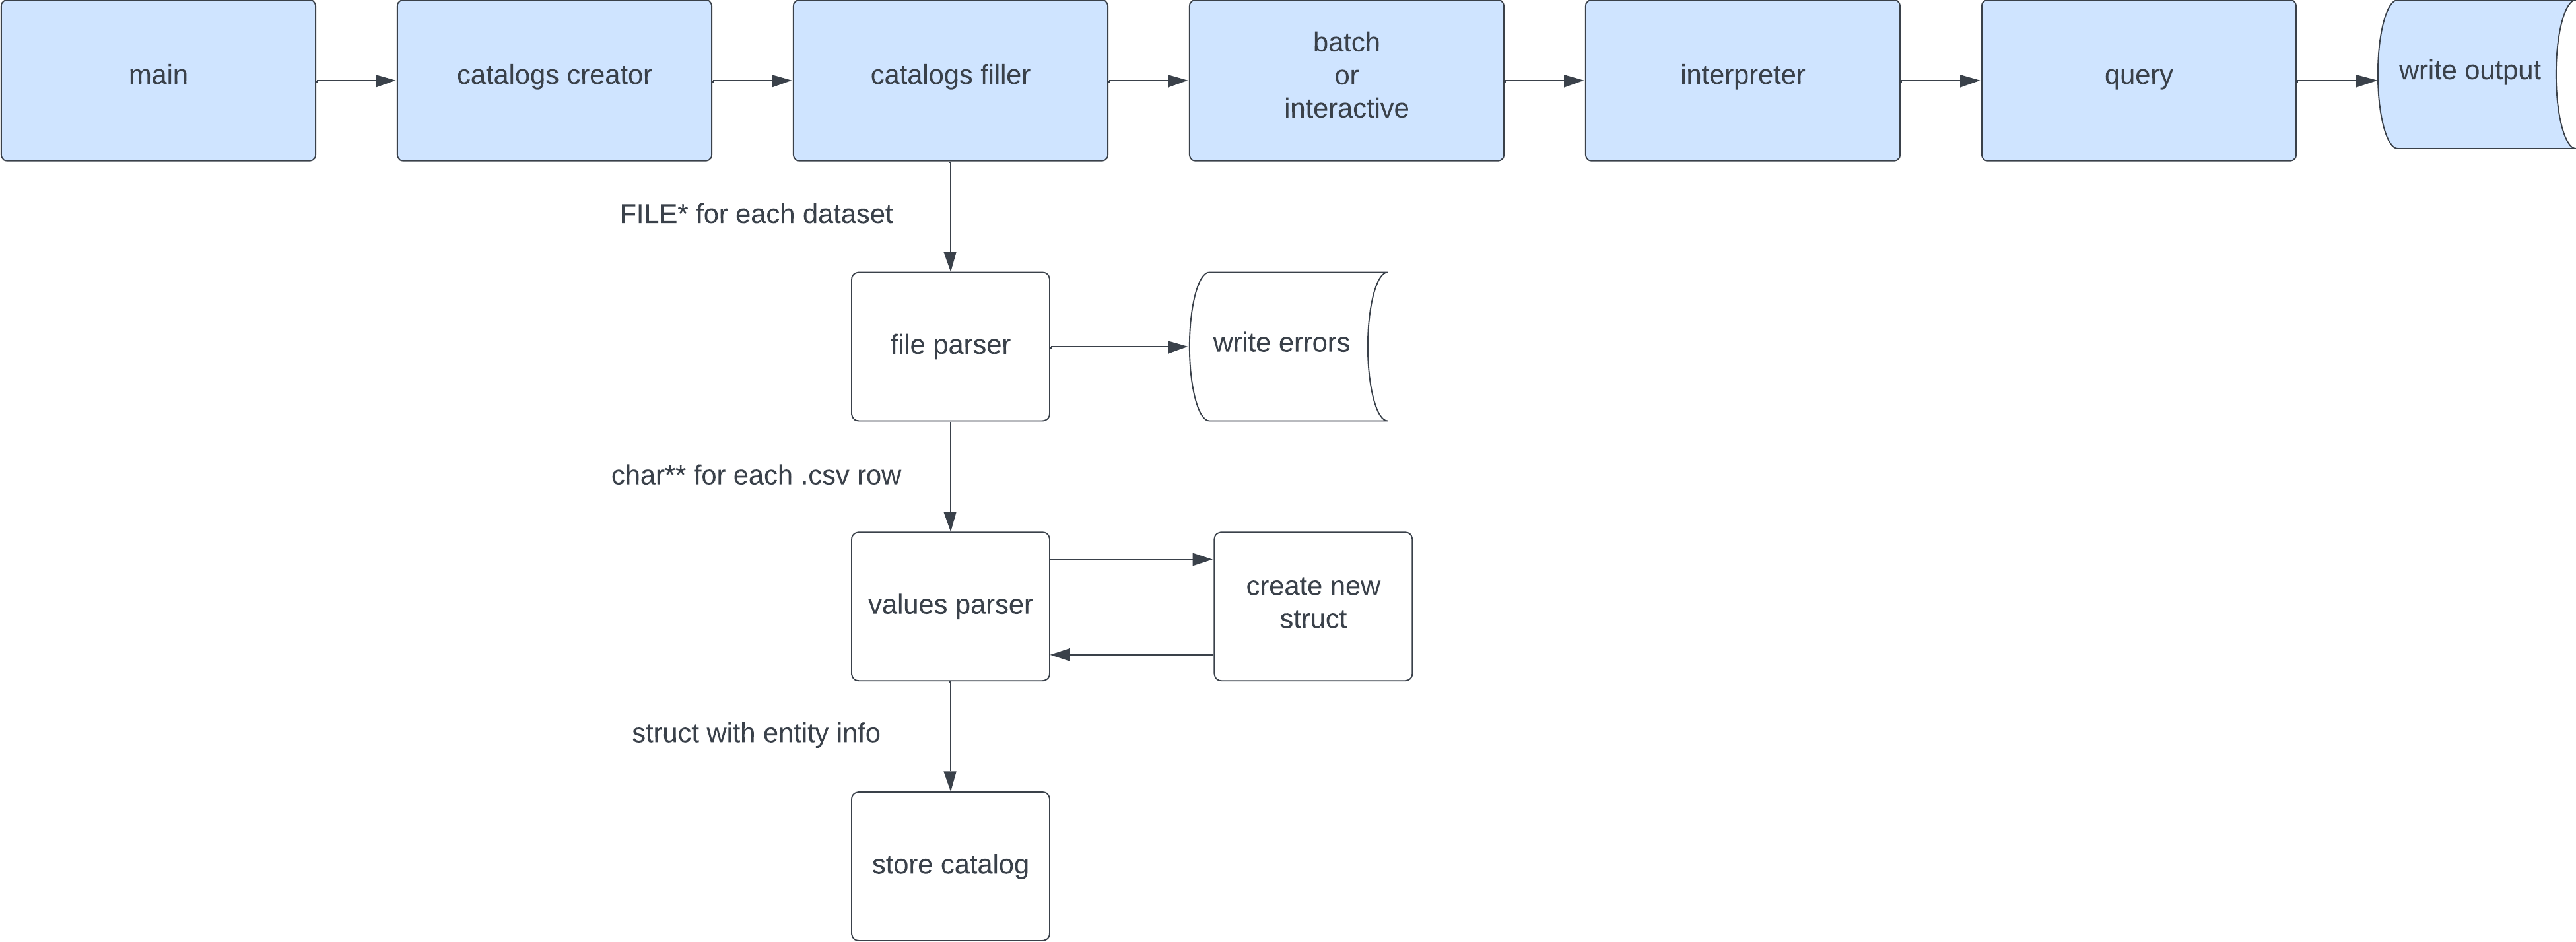 main
catalogs creator
catalogs filler
batch
or
interactive
interpreter
query
write output
FILE* for each dataset
file parser
write errors
char** for each .csv row
values parser
create new
struct
struct with entity info
store catalog